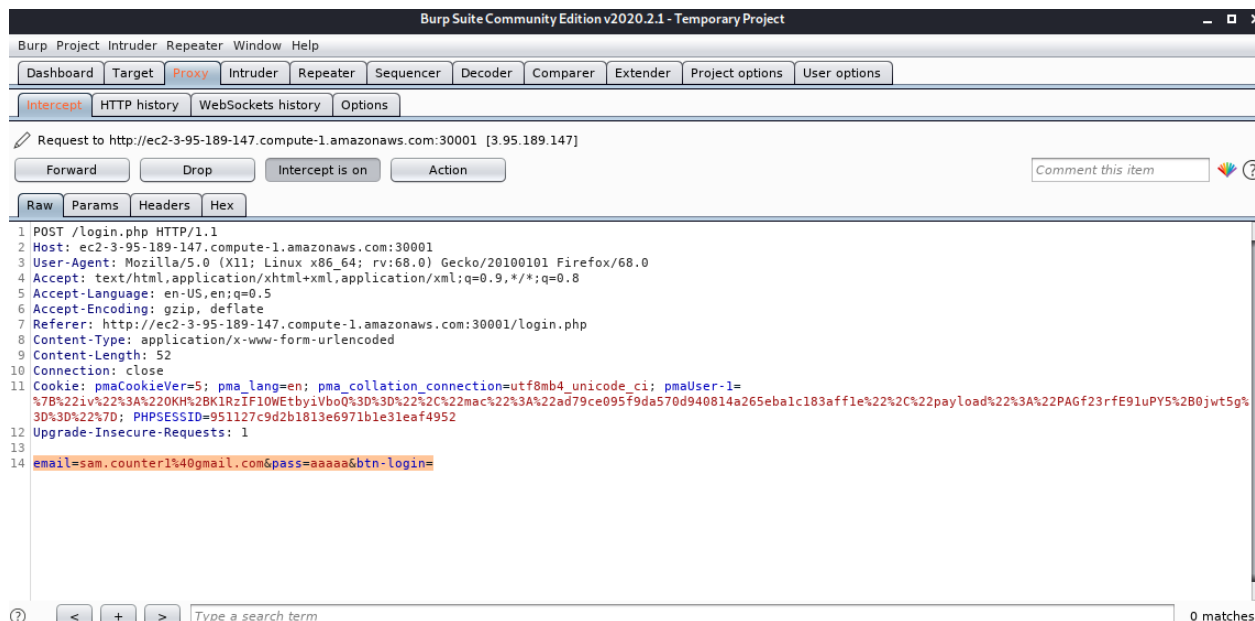 Burp Suite Community Edition v2020.2.1 - Temporary Project
Burp Project Intruder Repeater Window Help
Dashboard Target Proxy Intruder Repeater Sequencer Decoder Comparer Extender Project options User options
Intercept HTTP history WebSockets history Options
Request to http://ec2-3-95-189-147.compute-1.amazonaws.com:30001 [3.95.189.147]
Forward Drop Intercept is on Action Comment this item ?
Raw Params Headers Hex
1 POST /login.php HTTP/1.1
2 Host: ec2-3-95-189-147.compute-1.amazonaws.com:30001
3 User-Agent: Mozilla/5.0 (X11; Linux x86_64; rv:68.0) Gecko/20100101 Firefox/68.0
4 Accept: text/html,application/xhtml+xml,application/xml;q=0.9,*/*;q=0.8
5 Accept-Language: en-US,en;q=0.5
6 Accept-Encoding: gzip, deflate
7 Referer: http://ec2-3-95-189-147.compute-1.amazonaws.com:30001/login.php
8 Content-Type: application/x-www-form-urlencoded
9 Content-Length: 52
10 Connection: close
11 Cookie: pmaCookieVer=5; pma_lang=en; pma_collation_connection=utf8mb4_unicode_ci; pmaUser-1=
%7B%22iv%22%3A%22OKH%2BK1RzIF1OWEtbyiVboQ%3D%3D%22%2C%22mac%22%3A%22ad79ce095f9da570d940814a265eba1c183aff1e%22%2C%22payload%22%3A%22PAGf23rfE91uPY5%2B0jwt5g%
3D%3D%22%7D; PHPSESSID=951127c9d2b1813e6971b1e31eaf4952
12 Upgrade-Insecure-Requests: 1
13
14 email=sam.counter1%40gmail.com&pass=aaaaa&btn-login=
? < + > Type a search term 0 matches